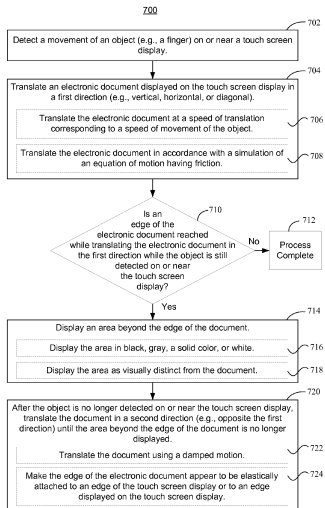 700
702
Detect a movement of an object (e.g., a finger) on or near a touch screen
display.
704
Translate an electronic document displayed on the touch screen display in
a first direction (e.g., vertical, horizontal, or diagonal).
Translate the electronic document at a speed of translation
corresponding to a speed of movement of the object.
706
Translate the electronic document in accordance with a simulation of
an equation of motion having friction.
708
Is an
edge of the
electronic document reached
while translating the electronic document in
the first direction while the object is still
detected on or near
the touch screen
display?
710
No
712
Process
Complete
Yes
714
Display an area beyond the edge of the document.
Display the area in black, gray, a solid color, or white.
716
Display the area as visually distinct from the document.
718
720
After the object is no longer detected on or near the touch screen display,
translate the document in a second direction (e.g., opposite the first
direction) until the area beyond the edge of the document is no longer
displayed.
722
Translate the document using a damped motion.
724
Make the edge of the electronic document appear to be elastically
attached to an edge of the touch screen display or to an edge
displayed on the touch screen display.